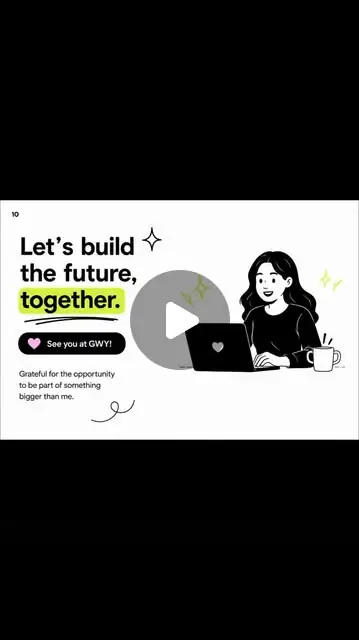 10
Let's build
the future,
together.
See you at GWY!
Grateful for the opportunity
to be part of something
bigger than me.